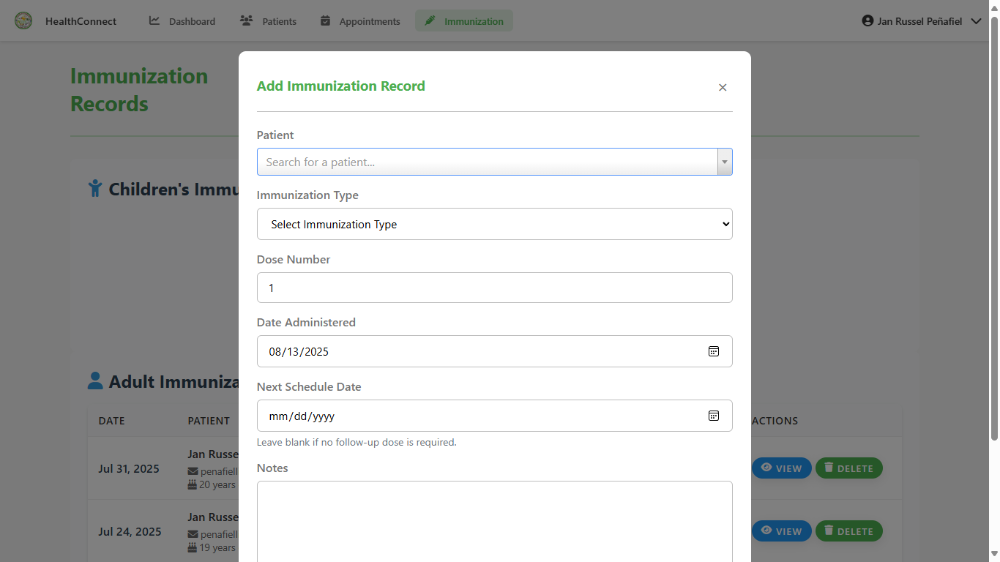 HealthConnect Dashboard Patients Appointments Immunization Jan Russel Peñafiel
Immunization
Records
Add Immunization Record ×
Patient
Search for a patient...
Children's Immu
Immunization Type
Select Immunization Type
Dose Number
1
Date Administered
08/13/2025
Adult Immuniza
Next Schedule Date
mm/dd/yyyy
DATE PATIENT ACTIONS
Leave blank if no follow-up dose is required.
Jan Russe
Jul 31, 2025 penafiell VIEW DELETE
20 years
Notes
Jan Russe
Jul 24, 2025 penafiell VIEW DELETE
19 years